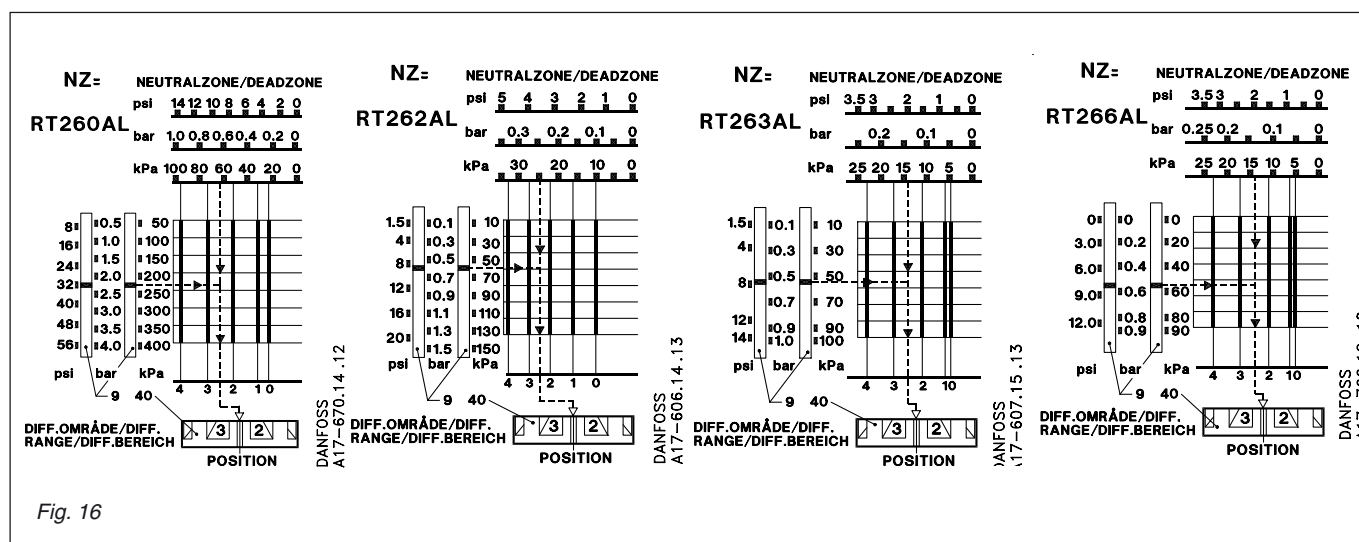 NZ=
NEUTRALZONE/DEADZONE
RT260AL
psi 14 12 10 8 6 4 2 0
bar 1.0 0.8 0.6 0.4 0.2 0
kPa 100 80 60 40 20 0
8 0.5 50
16 1.0 100
1.5 150
24 2.0 200
32
2.5 250
40 3.0 300
48 3.5 350
56 4.0 400
psi bar kPa
4 3 2 1 0
9 40
DIFF.OMRÅDE/DIFF.
RANGE/DIFF.BEREICH
3 2
POSITION
DANFOSS
A17-670.14.12
NZ=
NEUTRALZONE/DEADZONE
RT262AL
psi 5 4 3 2 1 0
bar 0.3 0.2 0.1 0
kPa 30 20 10 0
1.5 0.1 10
4 0.3 30
8 0.5 50
0.7 70
12 0.9 90
16 1.1 110
1.3 130
20 1.5 150
psi bar kPa
4 3 2 1 0
9 40
DIFF.OMRÅDE/DIFF.
RANGE/DIFF.BEREICH
3 2
POSITION
DANFOSS
A17-606.14.13
NZ=
NEUTRALZONE/DEADZONE
RT263AL
psi 3.5 3 2 1 0
bar 0.2 0.1 0
kPa 25 20 15 10 5 0
1.5 0.1 10
4 0.3 30
8 0.5 50
0.7 70
12 0.9 90
14 1.0 100
psi bar kPa
4 3 2 1 0
9 40
DIFF.OMRÅDE/DIFF.
RANGE/DIFF.BEREICH
3 2
POSITION
DANFOSS
A17-607.15.13
NZ=
NEUTRALZONE/DEADZONE
RT266AL
psi 3.5 3 2 1 0
bar 0.25 0.2 0.1 0
kPa 25 20 15 10 5 0
0 0 0
3.0 0.2 20
6.0 0.4 40
9.0 0.6 60
12.0 0.8 80
0.9 90
psi bar kPa
4 3 2 1 0
9 40
DIFF.OMRÅDE/DIFF.
RANGE/DIFF.BEREICH
3 2
POSITION
DANFOSS
Fig. 16